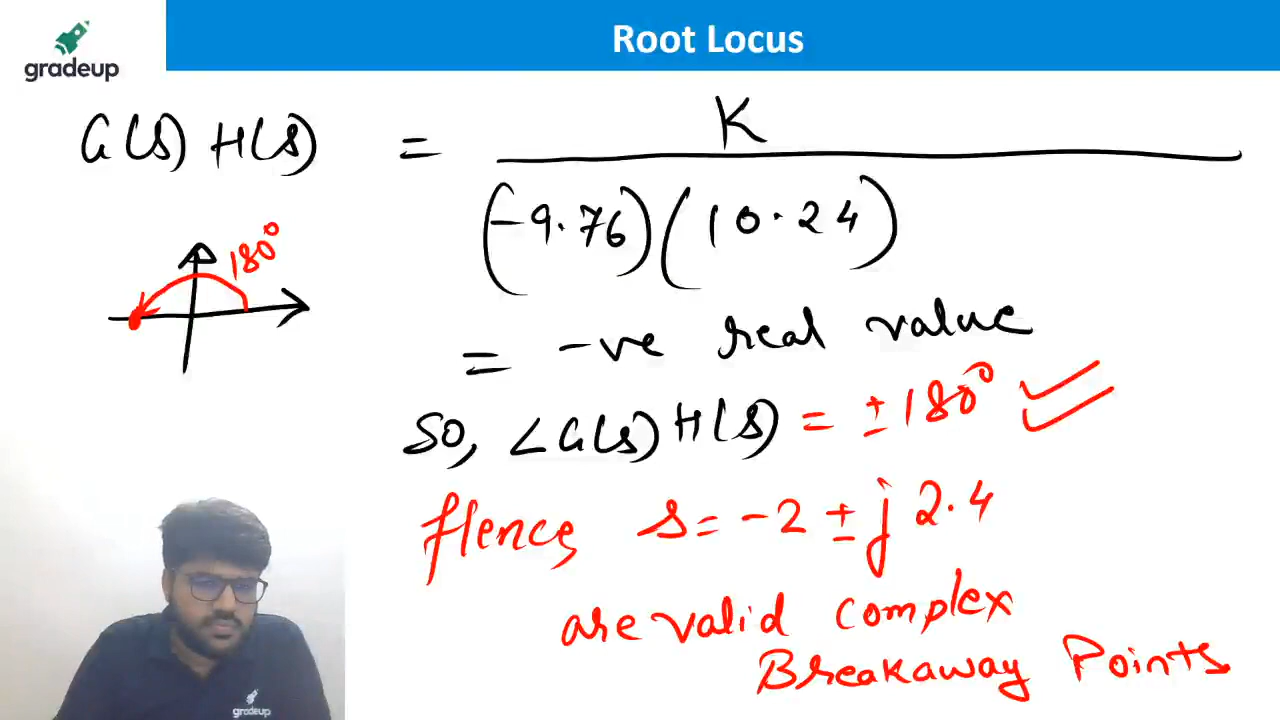 gradeup
Root Locus
G(s) H(s) = K / (-9.76)(10.24)
180°
= -ve real value
So, ∠G(s) H(s) = ±180°
Hence s = -2 ± j 2.4
are valid complex
Breakaway Points
gradeup